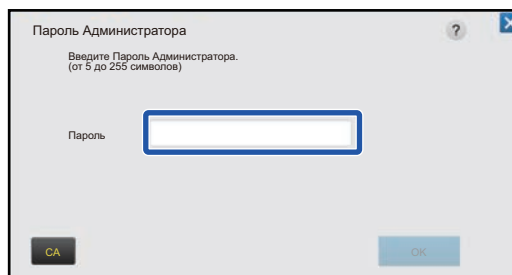 Пароль Администратора
?
Введите Пароль Администратора.
(от 5 до 255 символов)
Пароль
CA
OK